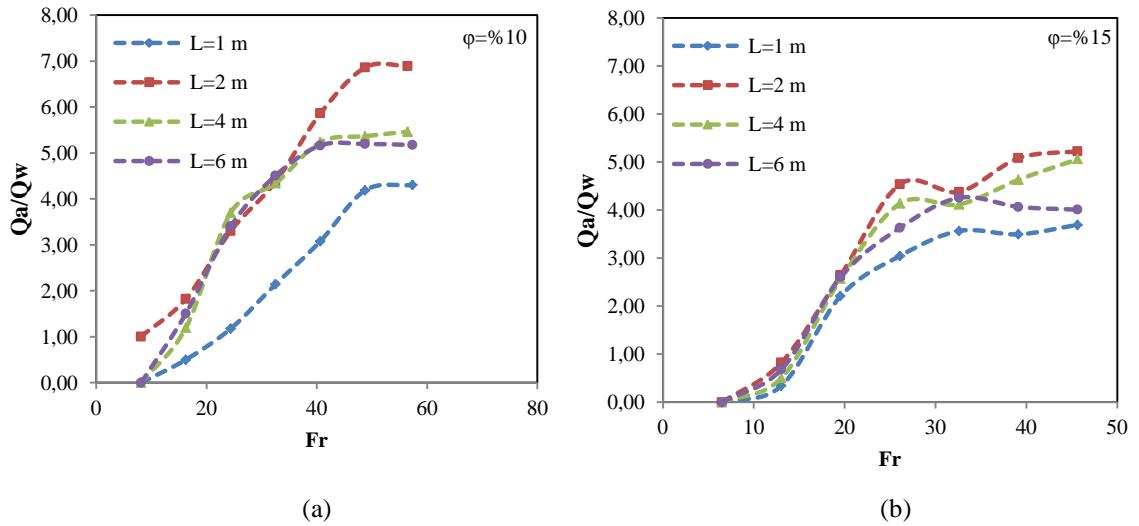 φ=%10
L=1 m
L=2 m
L=4 m
L=6 m
8,00
7,00
6,00
5,00
4,00
3,00
2,00
1,00
0,00
Qa/Qw
0 20 40 60 80
Fr
(a)
φ=%15
L=1 m
L=2 m
L=4 m
L=6 m
8,00
7,00
6,00
5,00
4,00
3,00
2,00
1,00
0,00
Qa/Qw
0 10 20 30 40 50
Fr
(b)